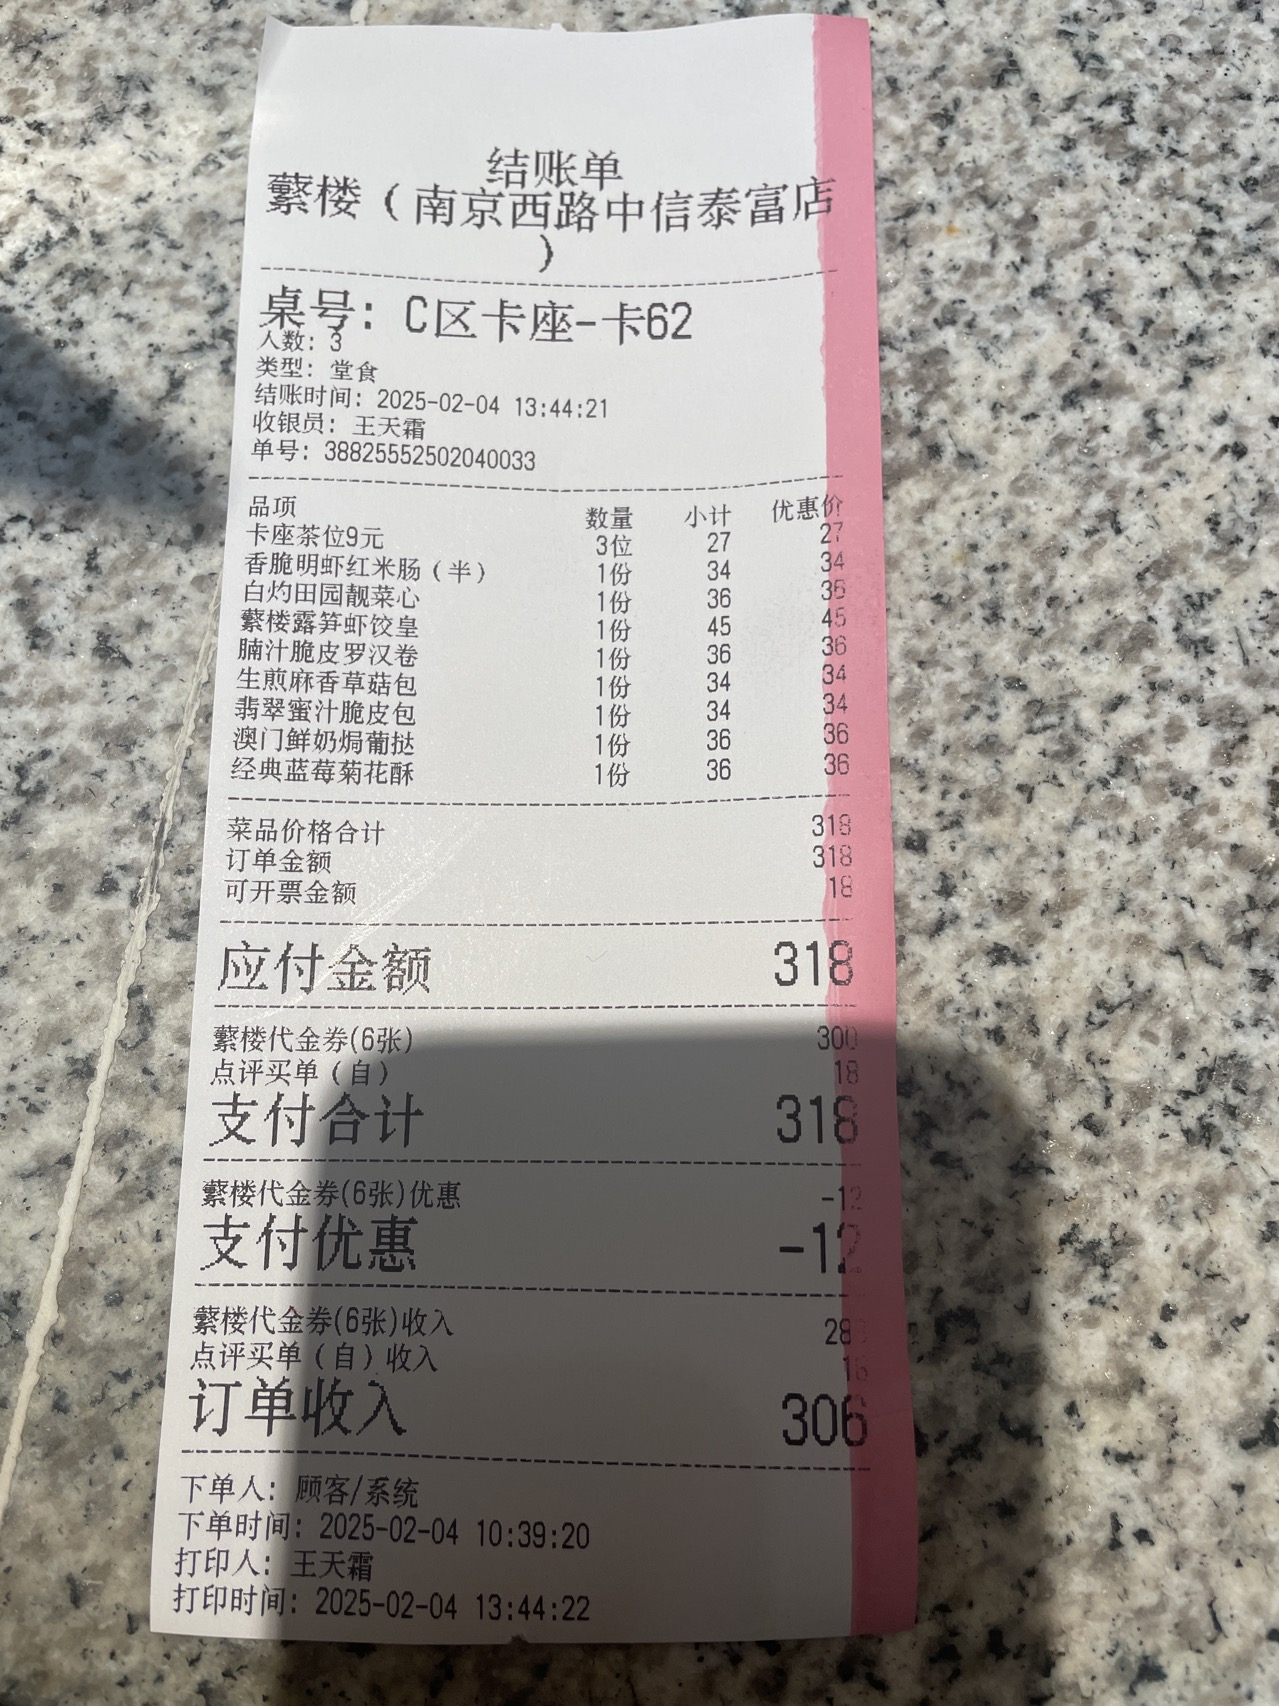 结账单
蘩楼（南京西路中信泰富店
）
桌号：C区卡座-卡62
人数：3
类型：堂食
结账时间：2025-02-04 13:44:21
收银员：王天霜
单号：38825552502040033
品项 数量 小计 优惠价
卡座茶位9元 3位 27 27
香脆明虾红米肠（半） 1份 34 34
白灼田园靓菜心 1份 36 36
蘩楼露笋虾饺皇 1份 45 45
腩汁脆皮罗汉卷 1份 36 36
生煎麻香草菇包 1份 34 34
翡翠蜜汁脆皮包 1份 34 34
澳门鲜奶焗葡挞 1份 36 36
经典蓝莓菊花酥 1份 36 36
菜品价格合计 318
订单金额 318
可开票金额 18
应付金额 318
蘩楼代金券(6张) 300
点评买单（自） 18
支付合计 318
蘩楼代金券(6张)优惠 -12
支付优惠 -12
蘩楼代金券(6张)收入 288
点评买单（自）收入 18
订单收入 306
下单人：顾客/系统
下单时间：2025-02-04 10:39:20
打印人：王天霜
打印时间：2025-02-04 13:44:22